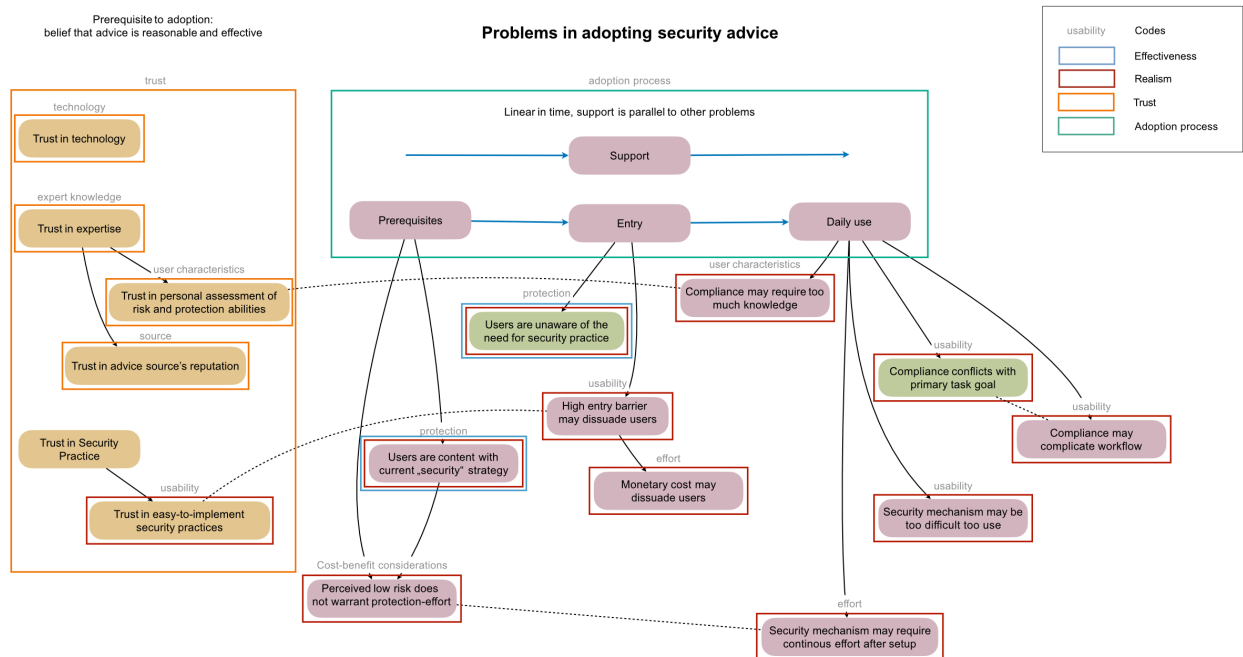 Prerequisite to adoption:
belief that advice is reasonable and effective
Problems in adopting security advice
usability
Codes
Effectiveness
Realism
Trust
Adoption process
trust
technology
Trust in technology
expert knowledge
Trust in expertise
user characteristics
Trust in personal assessment of
risk and protection abilities
source
Trust in advice source's reputation
Trust in Security
Practice
usability
Trust in easy-to-implement
security practices
adoption process
Linear in time, support is parallel to other problems
Support
Prerequisites
Entry
Daily use
user characteristics
Compliance may require too
much knowledge
protection
Users are unaware of the
need for security practice
usability
Compliance conflicts with
primary task goal
usability
High entry barrier
may dissuade users
usability
Compliance may
complicate workflow
protection
Users are content with
current „security“ strategy
effort
Monetary cost may
dissuade users
usability
Security mechanism may be
too difficult too use
Cost-benefit considerations
Perceived low risk does
not warrant protection-effort
effort
Security mechanism may require
continous effort after setup